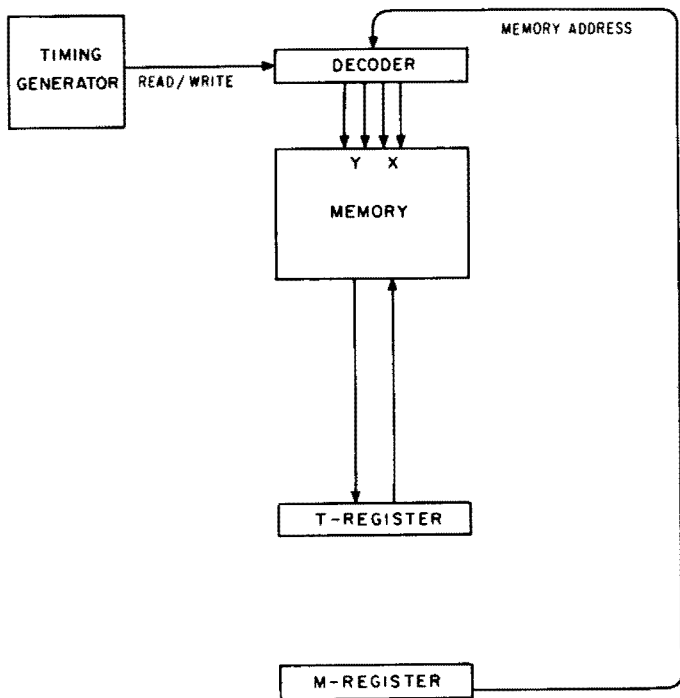 MEMORY ADDRESS
TIMING
GENERATOR
READ/WRITE
DECODER
Y X
MEMORY
T-REGISTER
M-REGISTER